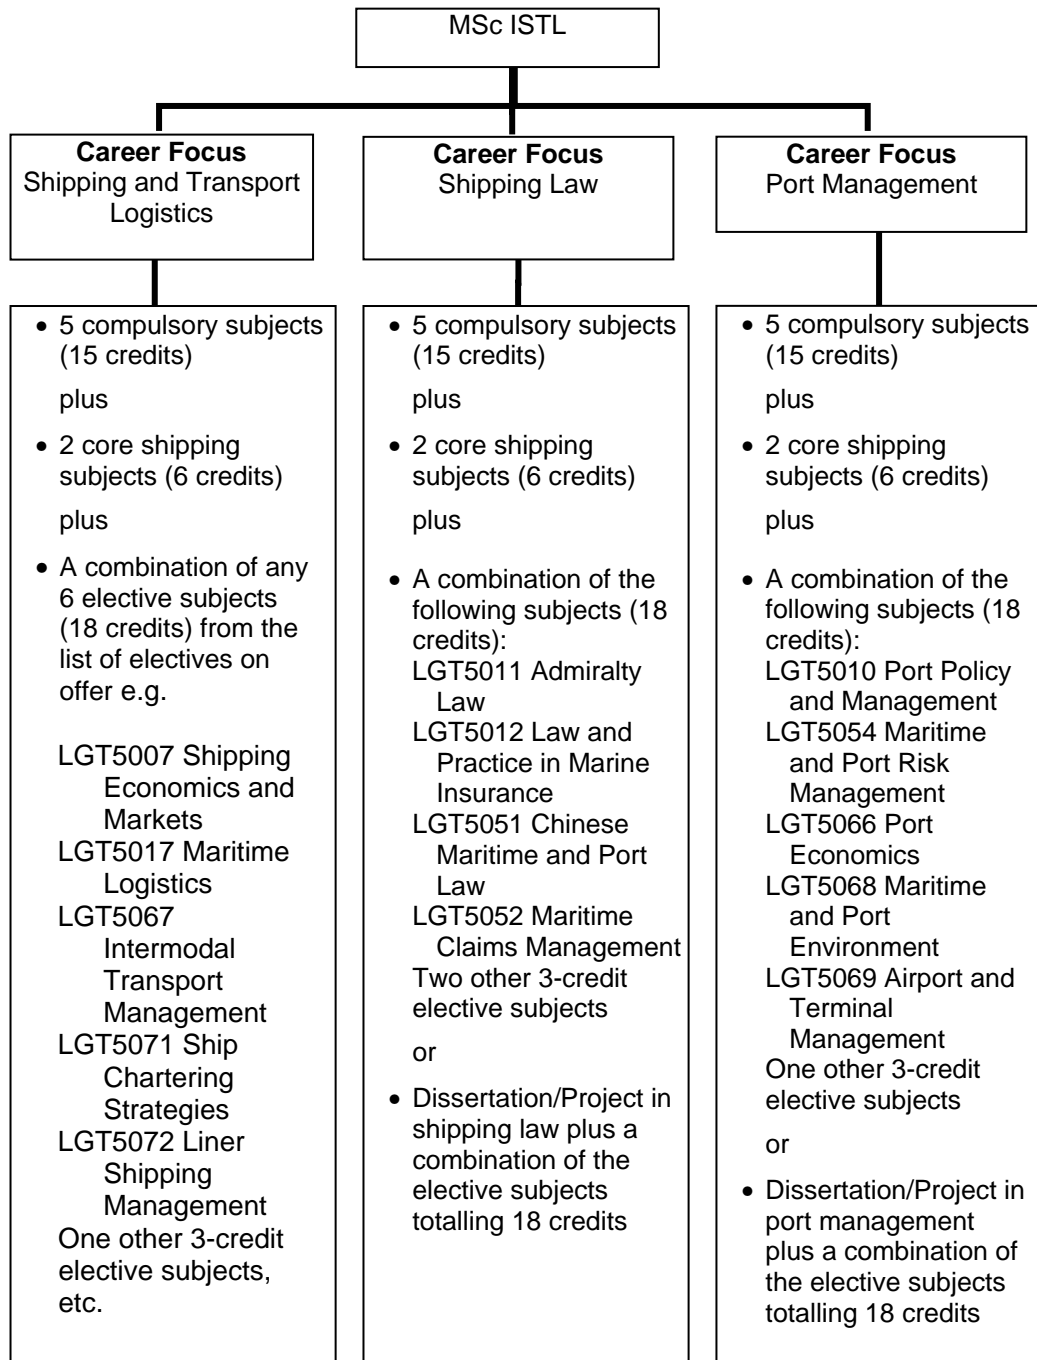 MSc ISTL
Career Focus
Shipping and Transport
Logistics
Career Focus
Shipping Law
Career Focus
Port Management
• 5 compulsory subjects
(15 credits)
plus
• 2 core shipping
subjects (6 credits)
plus
• A combination of any
6 elective subjects
(18 credits) from the
list of electives on
offer e.g.
LGT5007 Shipping
Economics and
Markets
LGT5017 Maritime
Logistics
LGT5067
Intermodal
Transport
Management
LGT5071 Ship
Chartering
Strategies
LGT5072 Liner
Shipping
Management
One other 3-credit
elective subjects,
etc.
• 5 compulsory subjects
(15 credits)
plus
• 2 core shipping
subjects (6 credits)
plus
• A combination of the
following subjects (18
credits):
LGT5011 Admiralty
Law
LGT5012 Law and
Practice in Marine
Insurance
LGT5051 Chinese
Maritime and Port
Law
LGT5052 Maritime
Claims Management
Two other 3-credit
elective subjects
or
• Dissertation/Project in
shipping law plus a
combination of the
elective subjects
totalling 18 credits
• 5 compulsory subjects
(15 credits)
plus
• 2 core shipping
subjects (6 credits)
plus
• A combination of the
following subjects (18
credits):
LGT5010 Port Policy
and Management
LGT5054 Maritime
and Port Risk
Management
LGT5066 Port
Economics
LGT5068 Maritime
and Port
Environment
LGT5069 Airport and
Terminal
Management
One other 3-credit
elective subjects
or
• Dissertation/Project in
port management
plus a combination of
the elective subjects
totalling 18 credits